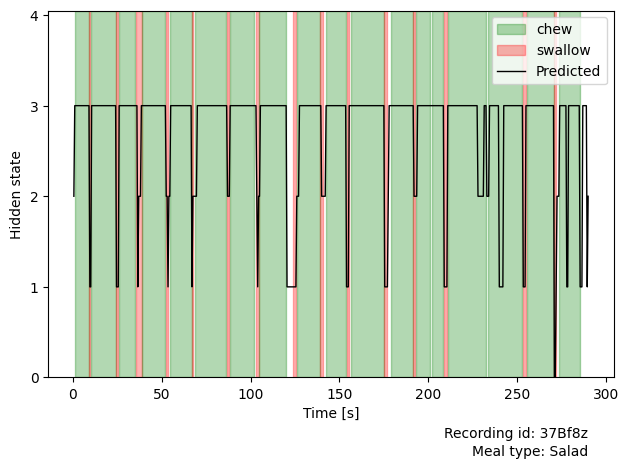 chew
swallow
Predicted
4
3
2
1
0
Hidden state
0 50 100 150 200 250 300
Time [s]
Recording id: 37Bf8z
Meal type: Salad